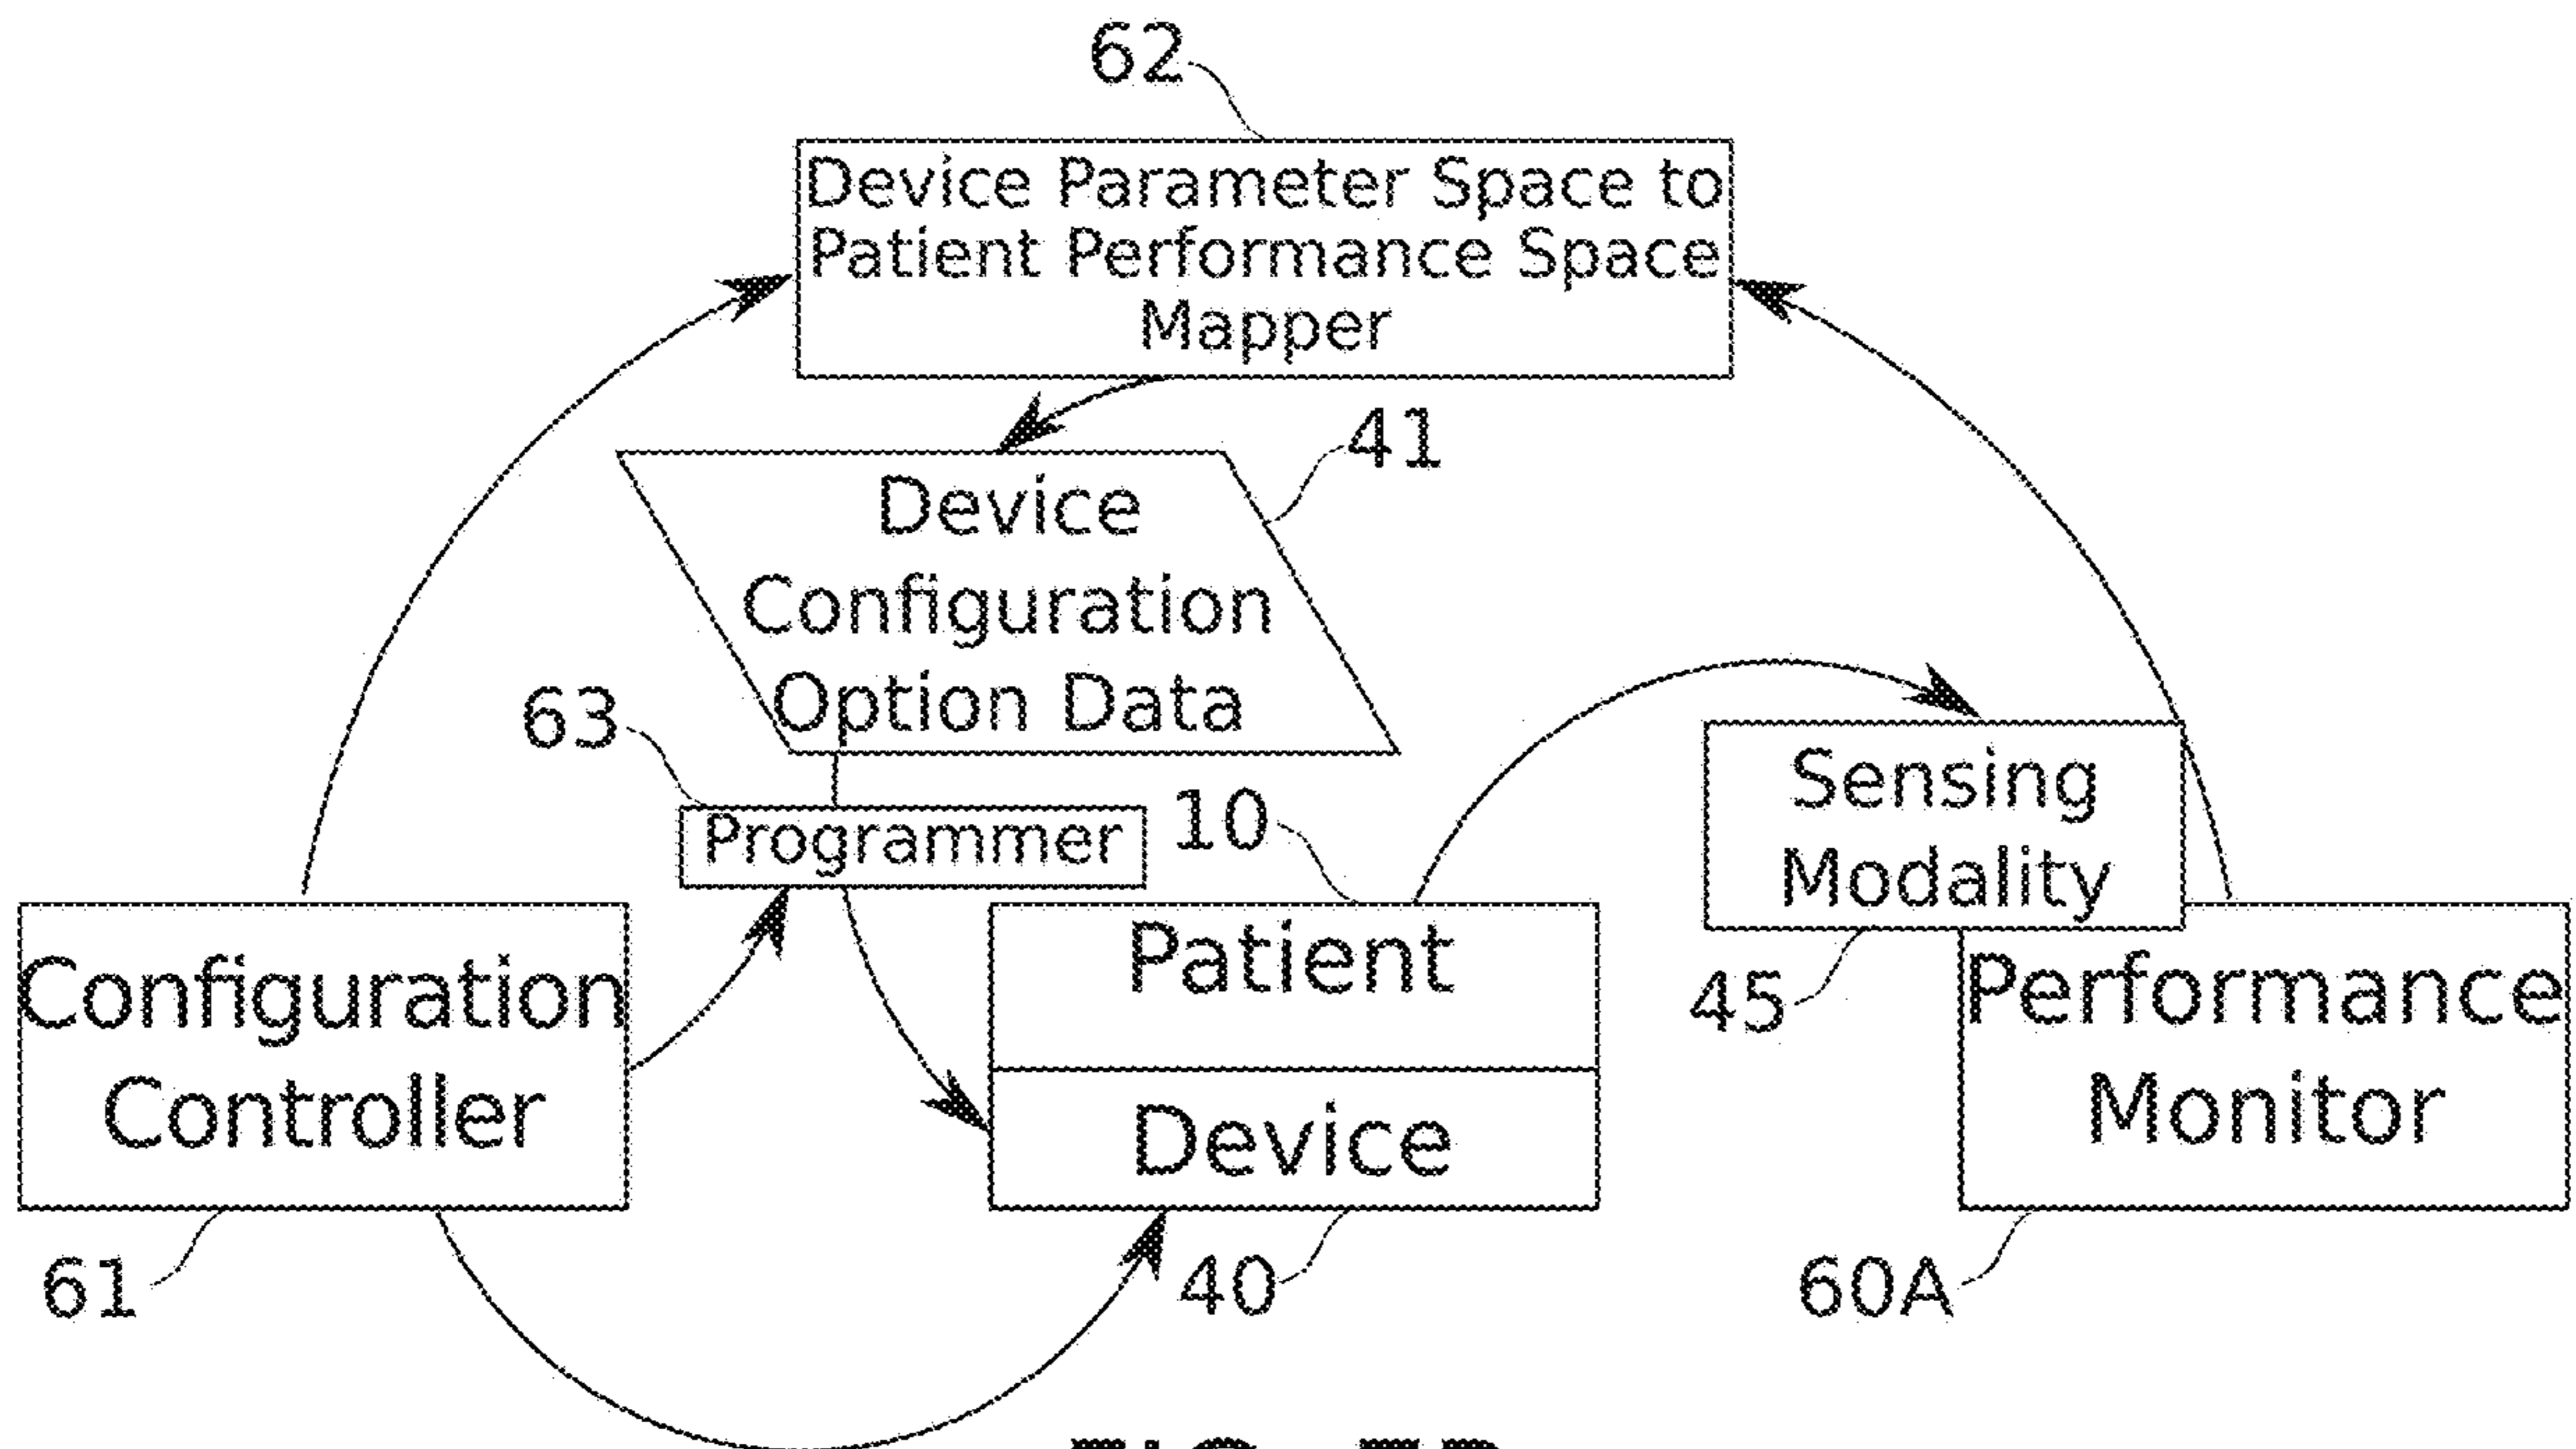 62
Device Parameter Space to
Patient Performance Space
Mapper
41
Device
Configuration
Option Data
63
Programmer
10
Sensing
Modality
45
Configuration
Controller
61
Patient
Device
40
Performance
Monitor
60A